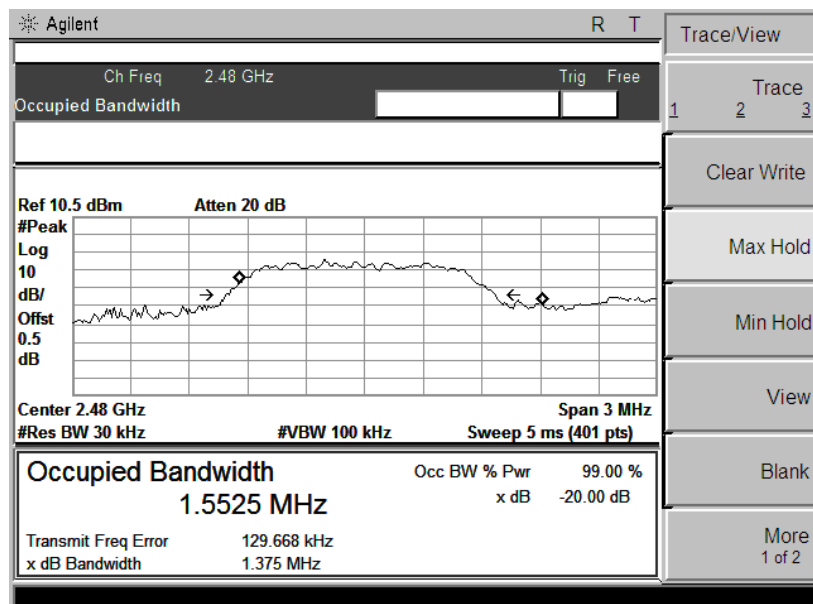 Agilent R T
Trace/View
Ch Freq 2.48 GHz Trig Free
Occupied Bandwidth
Trace
1 2 3
Clear Write
Max Hold
Min Hold
View
Blank
More
1 of 2
Ref 10.5 dBm Atten 20 dB
#Peak
Log
10
dB/
Offst
0.5
dB
Center 2.48 GHz Span 3 MHz
#Res BW 30 kHz #VBW 100 kHz Sweep 5 ms (401 pts)
Occupied Bandwidth
1.5525 MHz
Occ BW % Pwr 99.00 %
x dB -20.00 dB
Transmit Freq Error 129.668 kHz
x dB Bandwidth 1.375 MHz